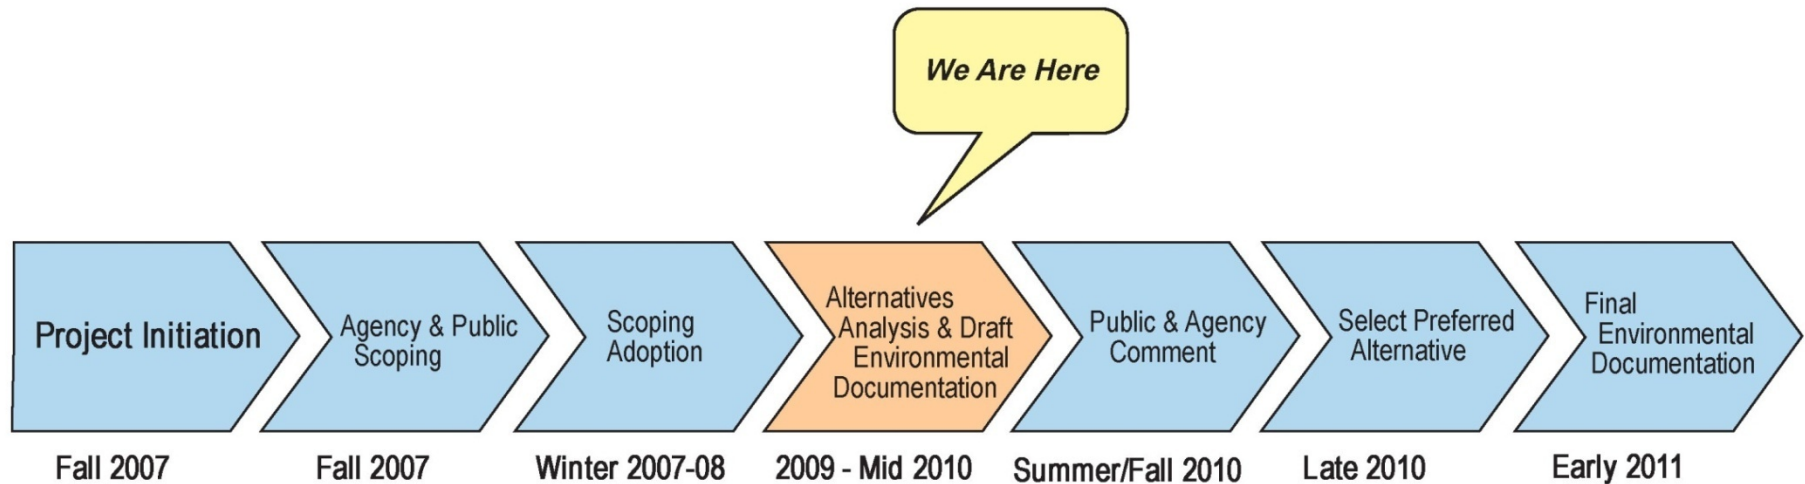 We Are Here
Project Initiation
Agency & Public
Scoping
Scoping
Adoption
Alternatives
Analysis & Draft
Environmental
Documentation
Public & Agency
Comment
Select Preferred
Alternative
Final
Environmental
Documentation
Fall 2007
Fall 2007
Winter 2007-08
2009 - Mid 2010
Summer/Fall 2010
Late 2010
Early 2011